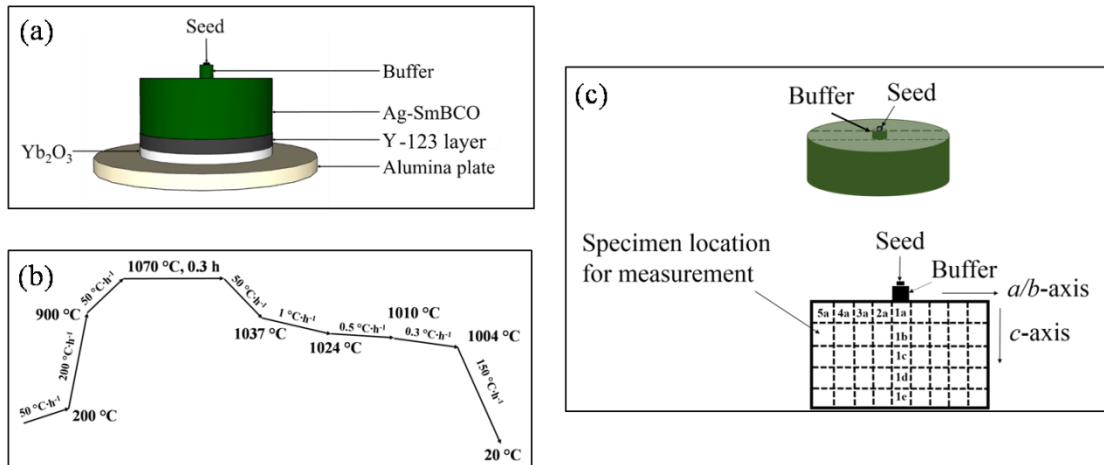 (a)
Seed
Buffer
Ag-SmBCO
Y-123 layer
Yb₂O₃
Alumina plate
(b)
50 °C·h⁻¹
200 °C
200 °C·h⁻¹
900 °C
50 °C·h⁻¹
1070 °C, 0.3 h
50 °C·h⁻¹
1037 °C
1 °C·h⁻¹
1024 °C
0.5 °C·h⁻¹
1010 °C
0.3 °C·h⁻¹
1004 °C
150 °C·h⁻¹
20 °C
(c)
Buffer
Seed
Specimen location
for measurement
Seed
Buffer
a/b-axis
c-axis
5a 4a 3a 2a 1a
1b
1c
1d
1e